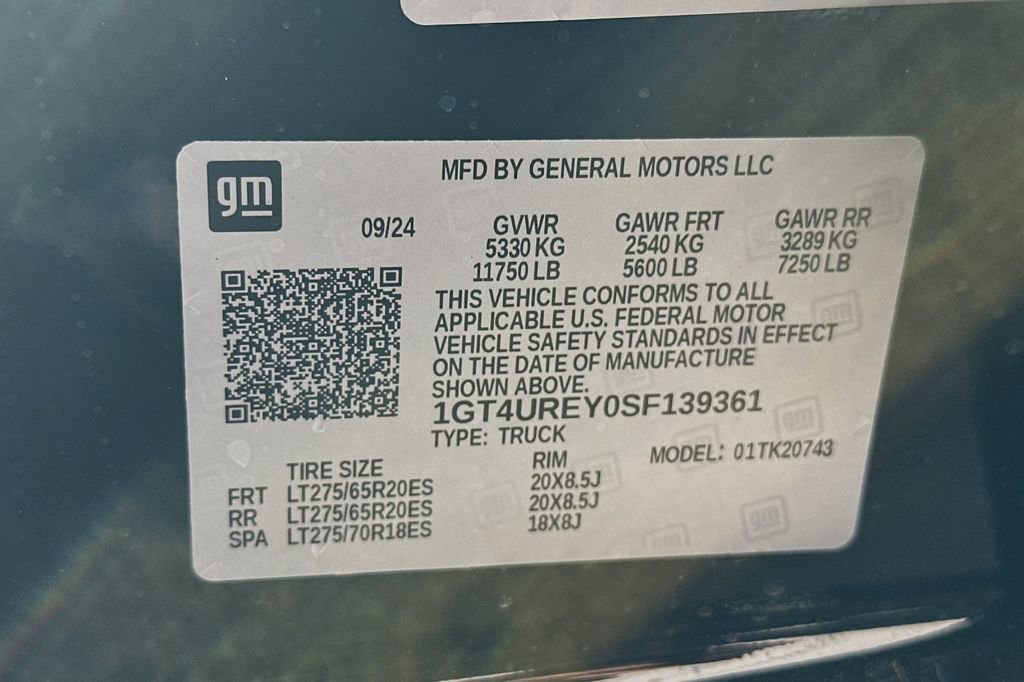 gm
MFD BY GENERAL MOTORS LLC
09/24
GVWR GAWR FRT GAWR RR
5330 KG 2540 KG 3289 KG
11750 LB 5600 LB 7250 LB
THIS VEHICLE CONFORMS TO ALL
APPLICABLE U.S. FEDERAL MOTOR
VEHICLE SAFETY STANDARDS IN EFFECT
ON THE DATE OF MANUFACTURE
SHOWN ABOVE.
1GT4UREY0SF139361
TYPE: TRUCK MODEL: 01TK20743
TIRE SIZE RIM
FRT LT275/65R20ES 20X8.5J
RR LT275/65R20ES 20X8.5J
SPA LT275/70R18ES 18X8J